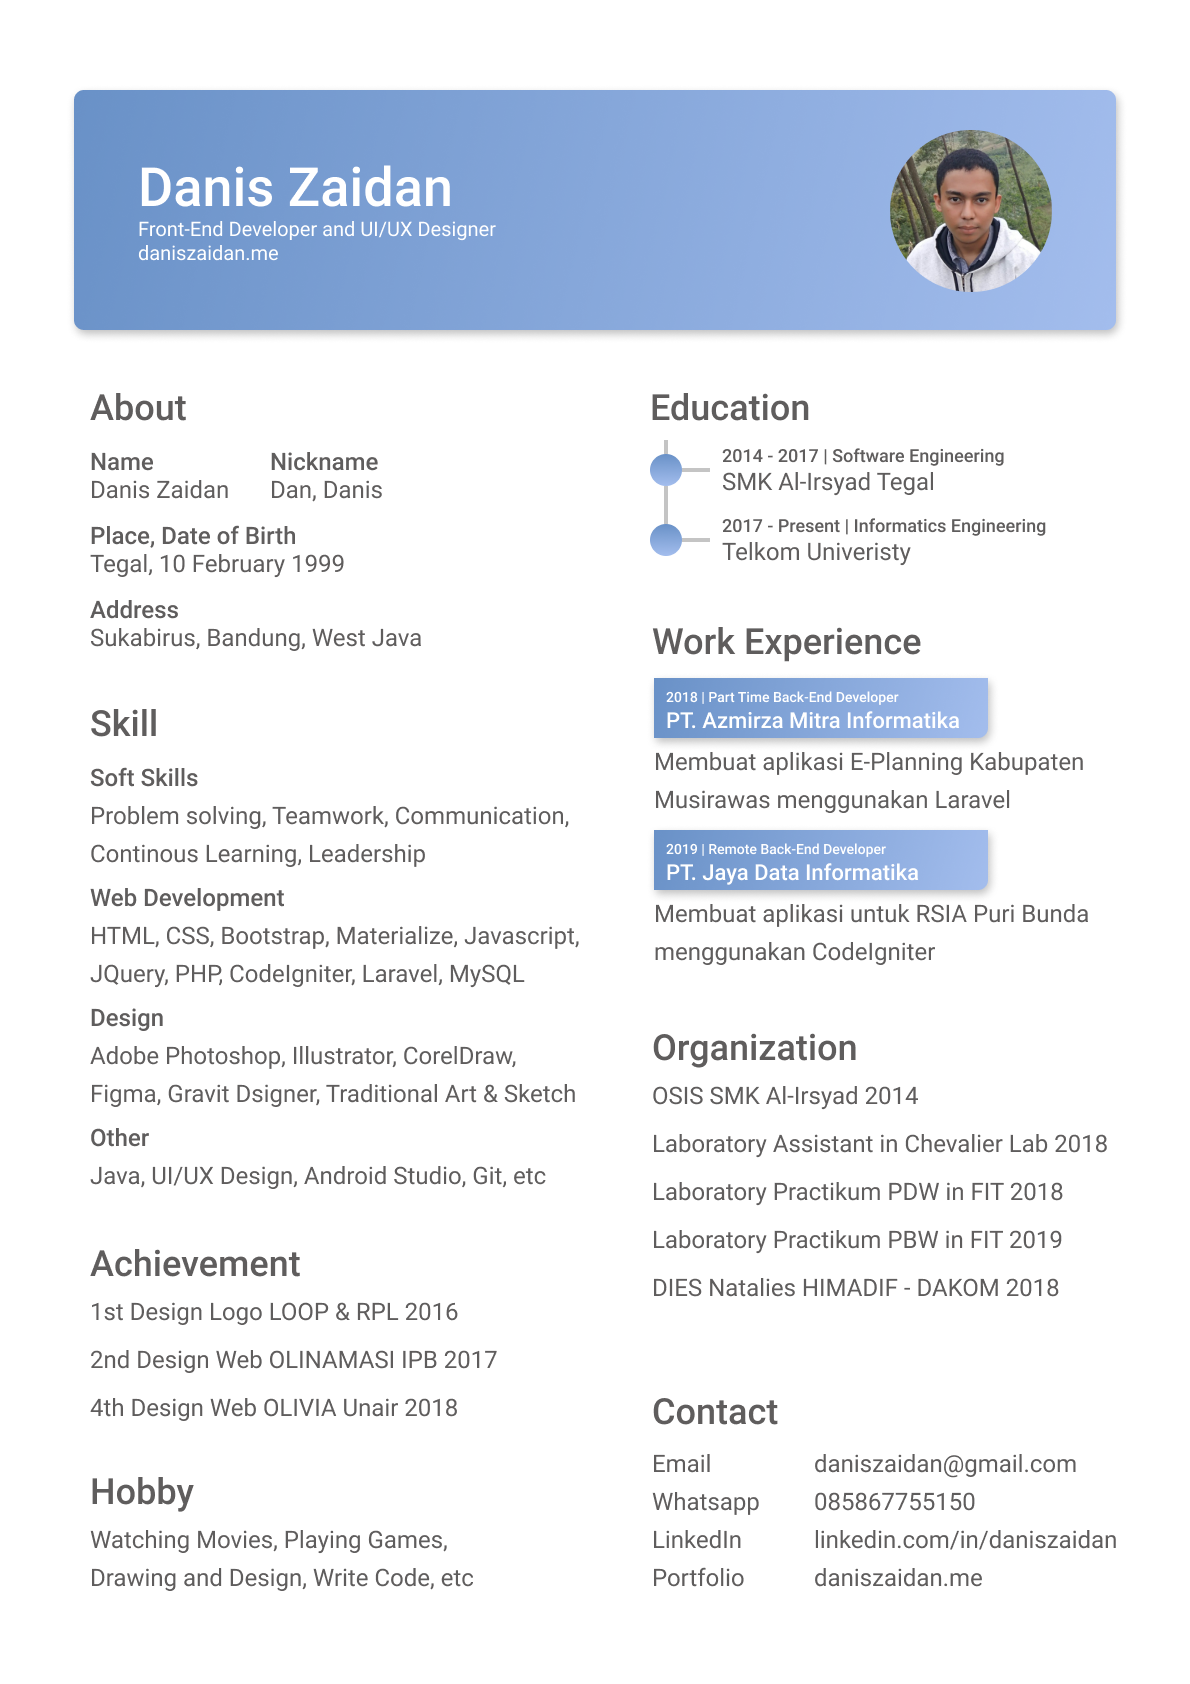 Danis Zaidan
Front-End Developer and UI/UX Designer
daniszaidan.me
About
Name
Danis Zaidan
Nickname
Dan, Danis
Place, Date of Birth
Tegal, 10 February 1999
Address
Sukabirus, Bandung, West Java
Skill
Soft Skills
Problem solving, Teamwork, Communication,
Continous Learning, Leadership
Web Development
HTML, CSS, Bootstrap, Materialize, Javascript,
JQuery, PHP, CodeIgniter, Laravel, MySQL
Design
Adobe Photoshop, Illustrator, CorelDraw,
Figma, Gravit Dsigner, Traditional Art & Sketch
Other
Java, UI/UX Design, Android Studio, Git, etc
Achievement
1st Design Logo LOOP & RPL 2016
2nd Design Web OLINAMASI IPB 2017
4th Design Web OLIVIA Unair 2018
Hobby
Watching Movies, Playing Games,
Drawing and Design, Write Code, etc
Education
2014 - 2017 | Software Engineering
SMK Al-Irsyad Tegal
2017 - Present | Informatics Engineering
Telkom Univeristy
Work Experience
2018 | Part Time Back-End Developer
PT. Azmirza Mitra Informatika
Membuat aplikasi E-Planning Kabupaten
Musirawas menggunakan Laravel
2019 | Remote Back-End Developer
PT. Jaya Data Informatika
Membuat aplikasi untuk RSIA Puri Bunda
menggunakan CodeIgniter
Organization
OSIS SMK Al-Irsyad 2014
Laboratory Assistant in Chevalier Lab 2018
Laboratory Practikum PDW in FIT 2018
Laboratory Practikum PBW in FIT 2019
DIES Natalies HIMADIF - DAKOM 2018
Contact
Email daniszaidan@gmail.com
Whatsapp 085867755150
LinkedIn linkedin.com/in/daniszaidan
Portfolio daniszaidan.me